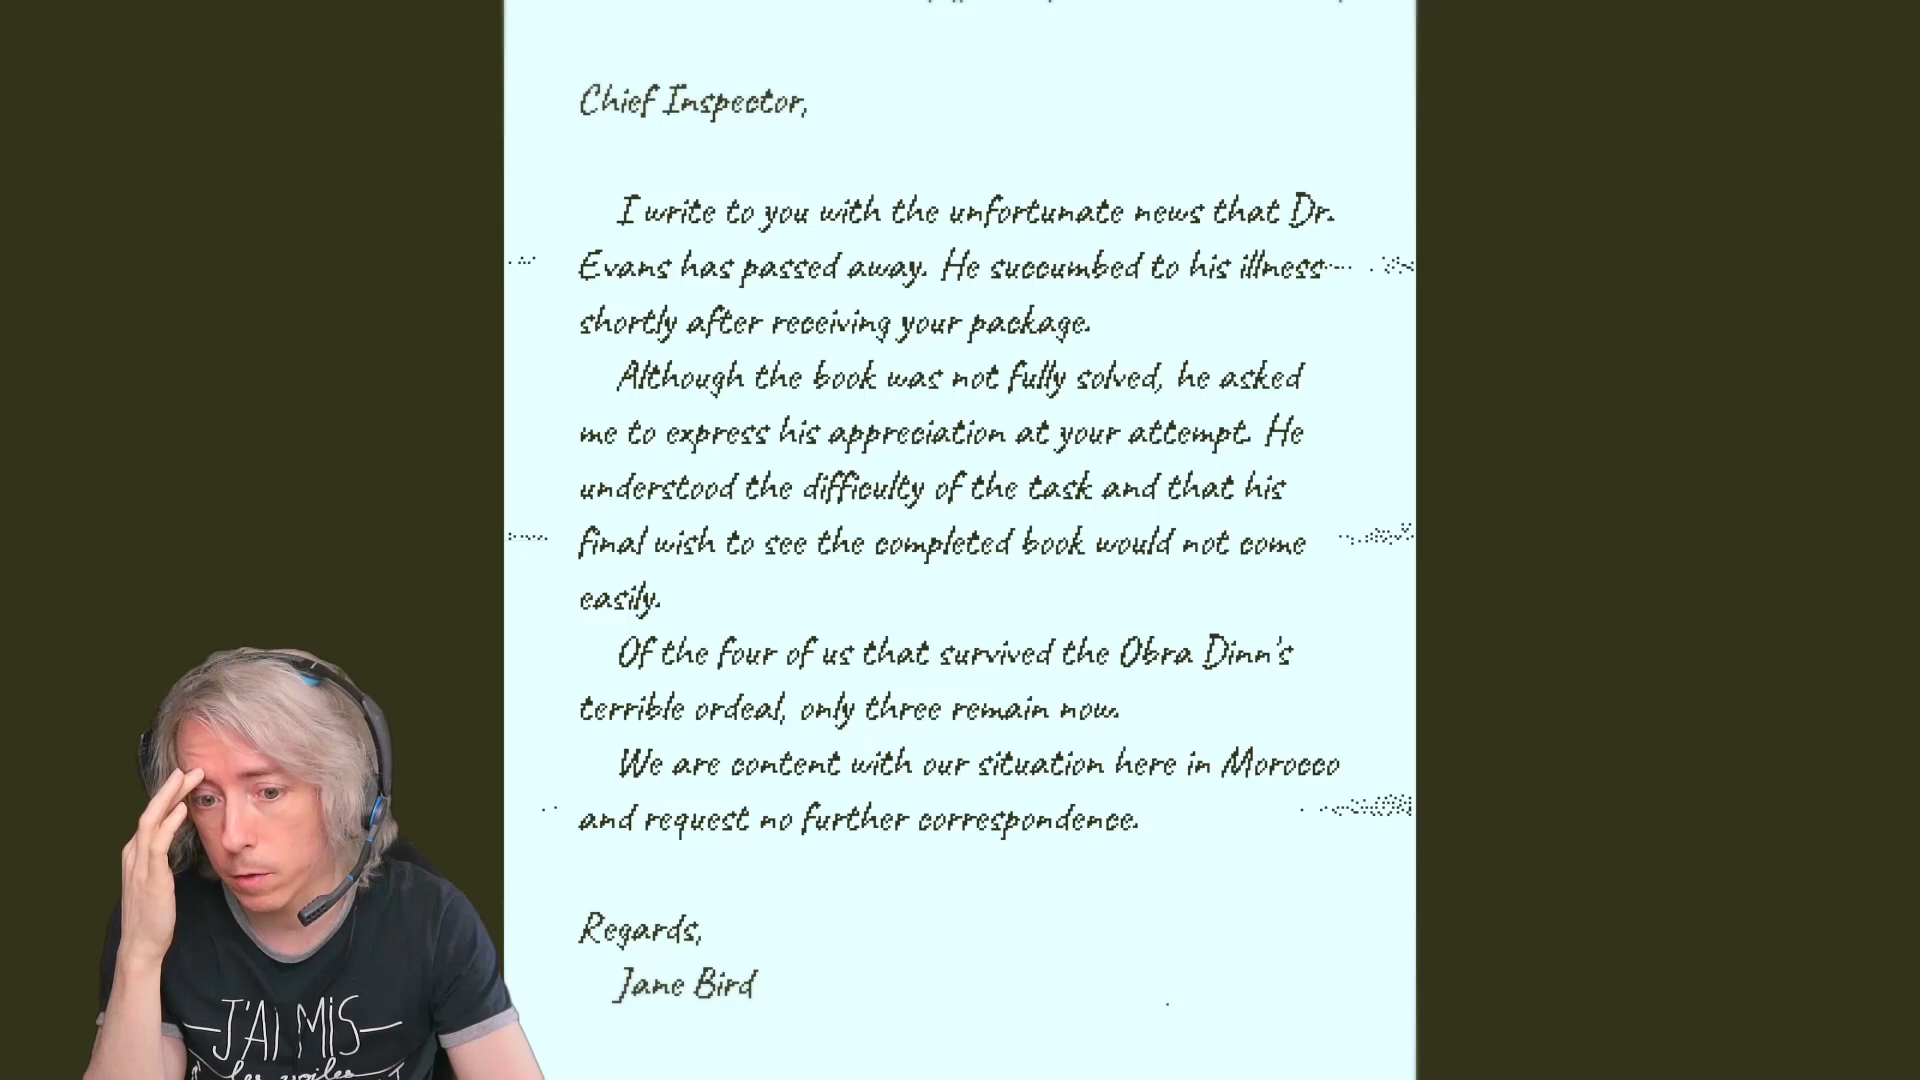 Chief Inspector,
I write to you with the unfortunate news that Dr.
Evans has passed away. He succumbed to his illness
shortly after receiving your package.
Although the book was not fully solved, he asked
me to express his appreciation at your attempt. He
understood the difficulty of the task and that his
final wish to see the completed book would not come
easily.
Of the four of us that survived the Obra Dinn's
terrible ordeal, only three remain now.
We are content with our situation here in Morocco
and request no further correspondence.
Regards,
Jane Bird
J'AI MIS
les voiles